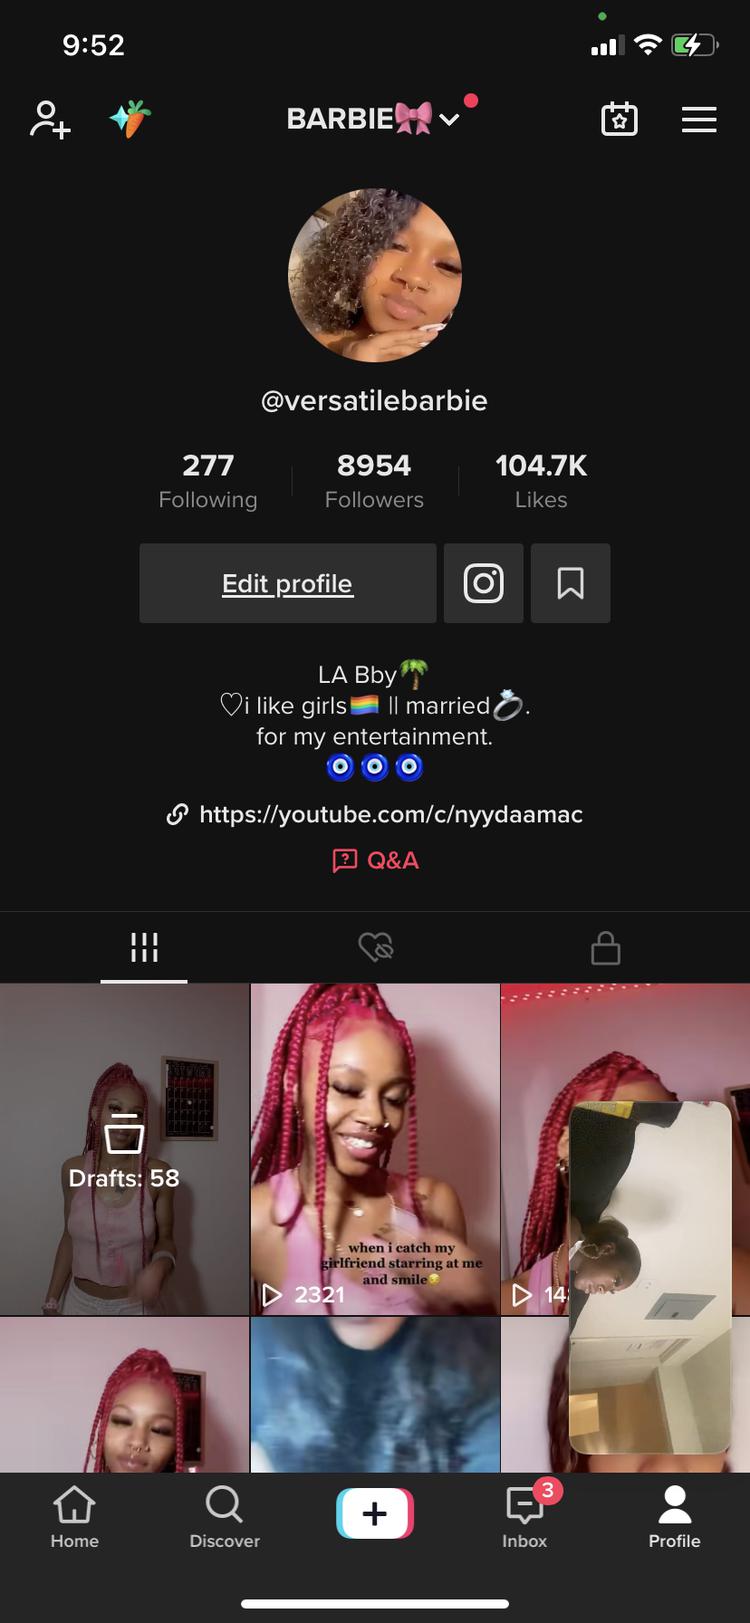 9:52
BARBIE🎀
@versatilebarbie
277 8954 104.7K
Following Followers Likes
Edit profile
LA Bby🌴
♡i like girls🏳️‍🌈 || married💍.
for my entertainment.
🧿🧿🧿
https://youtube.com/c/nyydaamac
Q&A
Drafts: 58
when i catch my
girlfriend starring at me
and smile
2321
3
Home Discover Inbox Profile